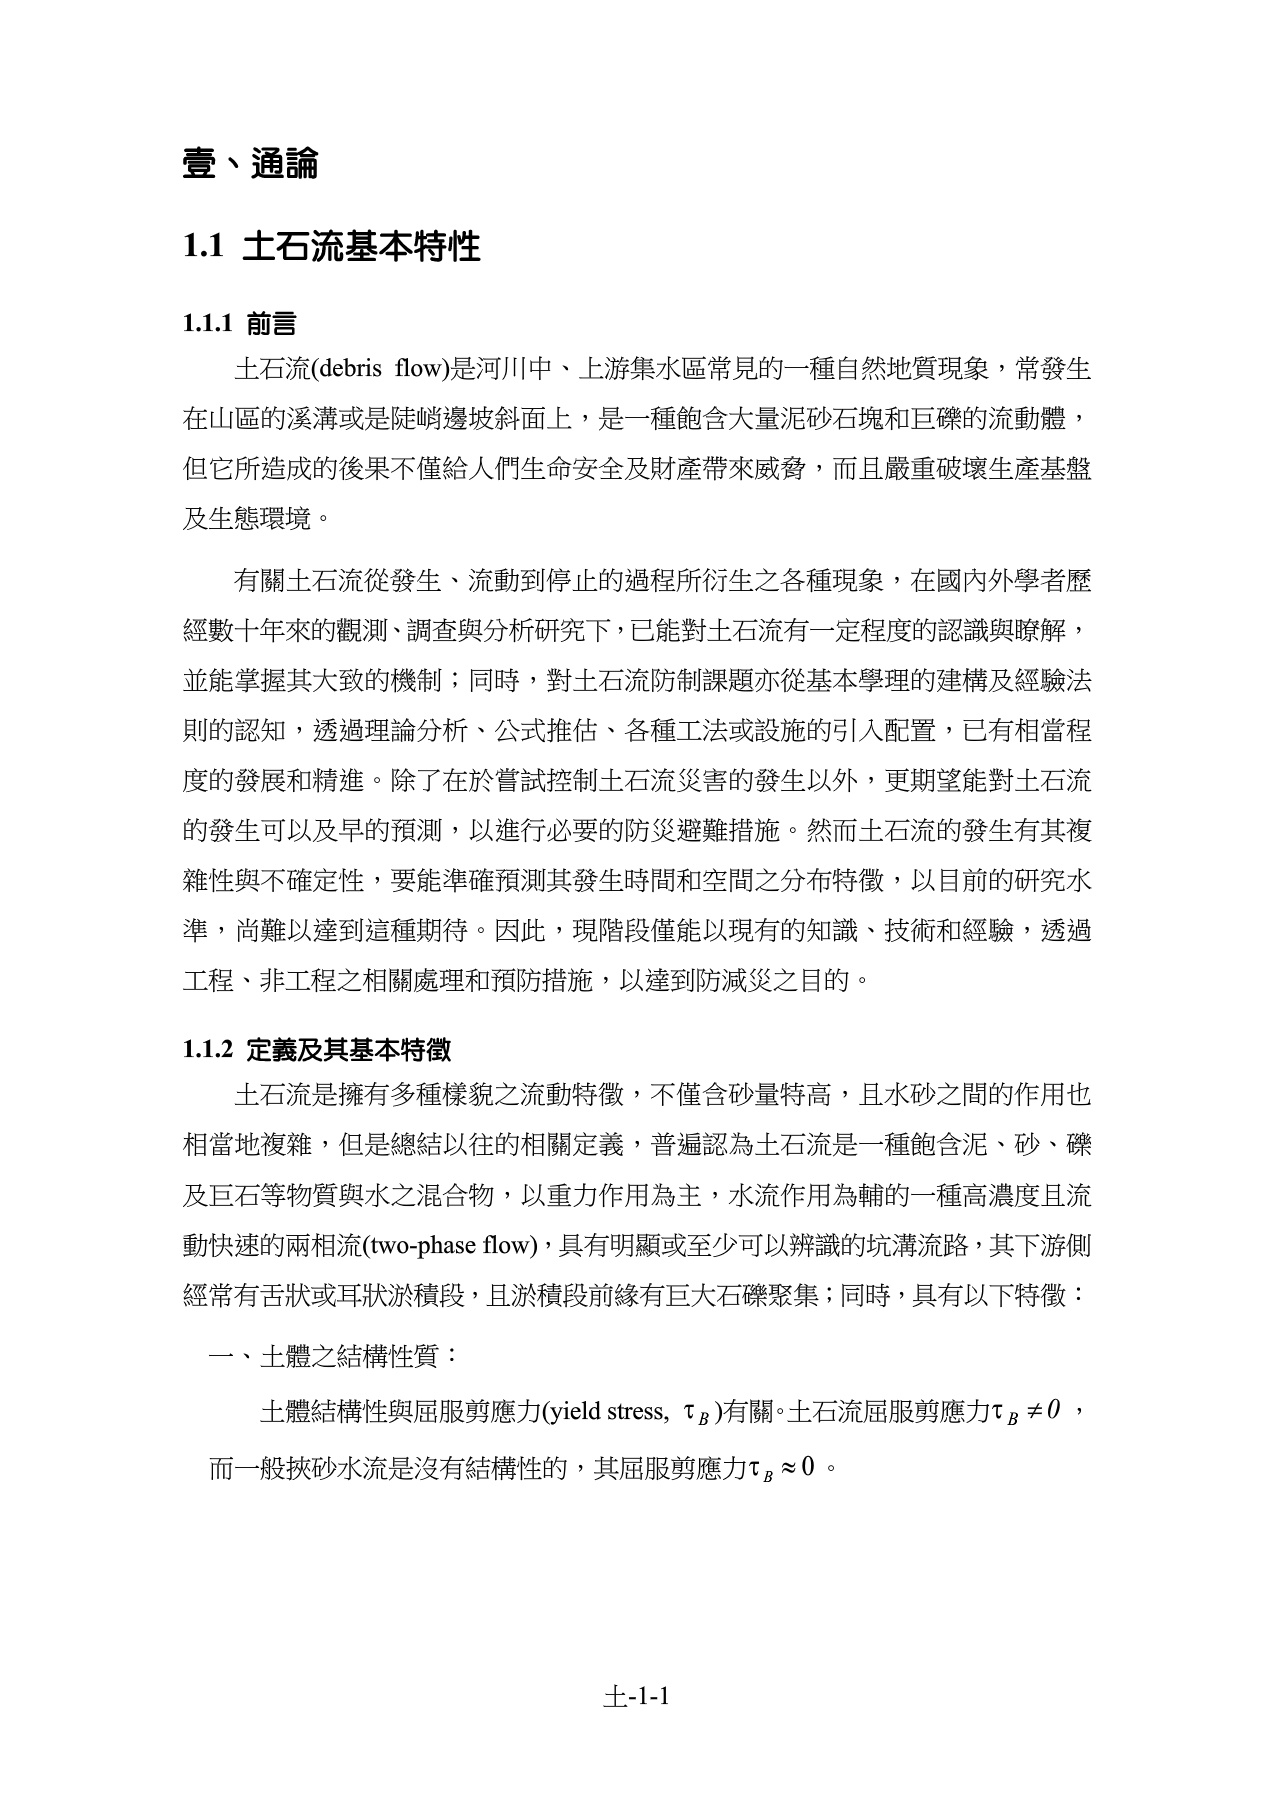 壹、通論
1.1 土石流基本特性
1.1.1 前言
土石流(debris flow)是河川中、上游集水區常見的一種自然地質現象，常發生
在山區的溪溝或是陡峭邊坡斜面上，是一種飽含大量泥砂石塊和巨礫的流動體，
但它所造成的後果不僅給人們生命安全及財產帶來威脅，而且嚴重破壞生產基盤
及生態環境。
有關土石流從發生、流動到停止的過程所衍生之各種現象，在國內外學者歷
經數十年來的觀測、調查與分析研究下，已能對土石流有一定程度的認識與瞭解，
並能掌握其大致的機制；同時，對土石流防制課題亦從基本學理的建構及經驗法
則的認知，透過理論分析、公式推估、各種工法或設施的引入配置，已有相當程
度的發展和精進。除了在於嘗試控制土石流災害的發生以外，更期望能對土石流
的發生可以及早的預測，以進行必要的防災避難措施。然而土石流的發生有其複
雜性與不確定性，要能準確預測其發生時間和空間之分布特徵，以目前的研究水
準，尚難以達到這種期待。因此，現階段僅能以現有的知識、技術和經驗，透過
工程、非工程之相關處理和預防措施，以達到防減災之目的。
1.1.2 定義及其基本特徵
土石流是擁有多種樣貌之流動特徵，不僅含砂量特高，且水砂之間的作用也
相當地複雜，但是總結以往的相關定義，普遍認為土石流是一種飽含泥、砂、礫
及巨石等物質與水之混合物，以重力作用為主，水流作用為輔的一種高濃度且流
動快速的兩相流(two-phase flow)，具有明顯或至少可以辨識的坑溝流路，其下游側
經常有舌狀或耳狀淤積段，且淤積段前緣有巨大石礫聚集；同時，具有以下特徵：
一、土體之結構性質：
土體結構性與屈服剪應力(yield stress, τ_B)有關。土石流屈服剪應力τ_B≠0，
而一般挾砂水流是沒有結構性的，其屈服剪應力τ_B≈0。
土-1-1